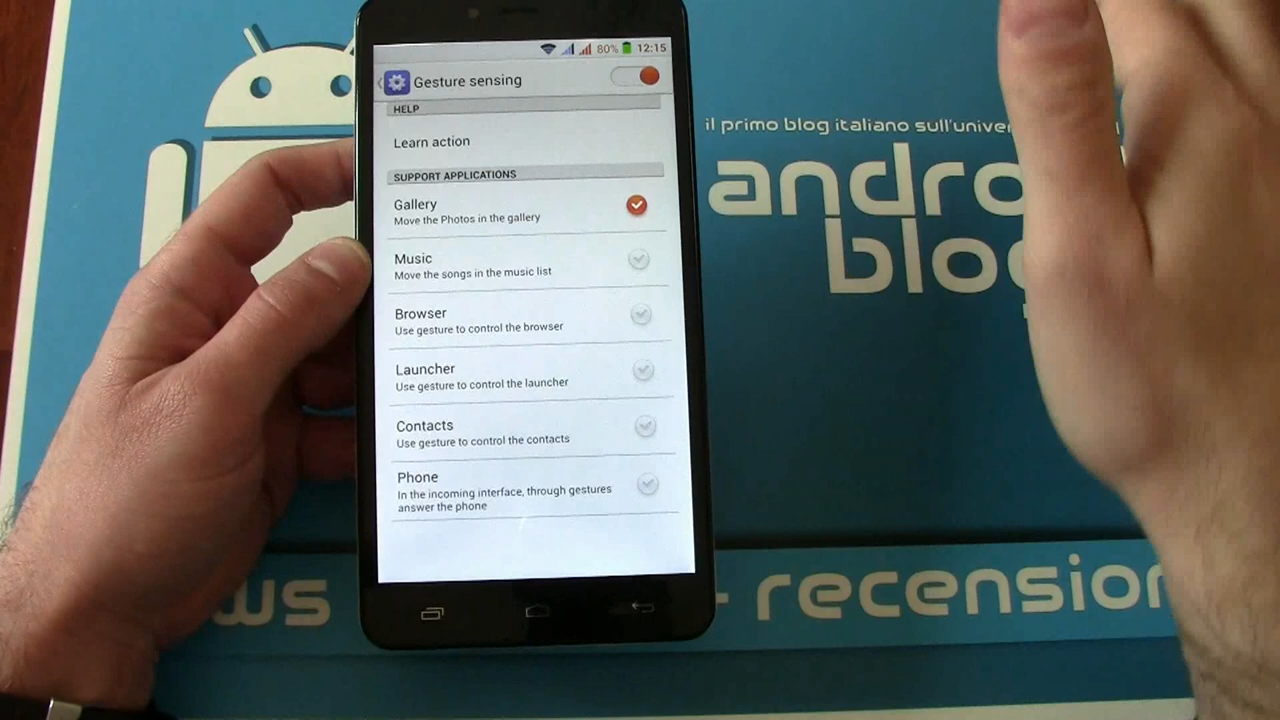 80% 12:15
Gesture sensing
HELP
Learn action
SUPPORT APPLICATIONS
Gallery
Move the Photos in the gallery
Music
Move the songs in the music list
Browser
Use gesture to control the browser
Launcher
Use gesture to control the launcher
Contacts
Use gesture to control the contacts
Phone
In the incoming interface, through gestures
answer the phone
il primo blog italiano sull'univer
andro
blog
ws - recension